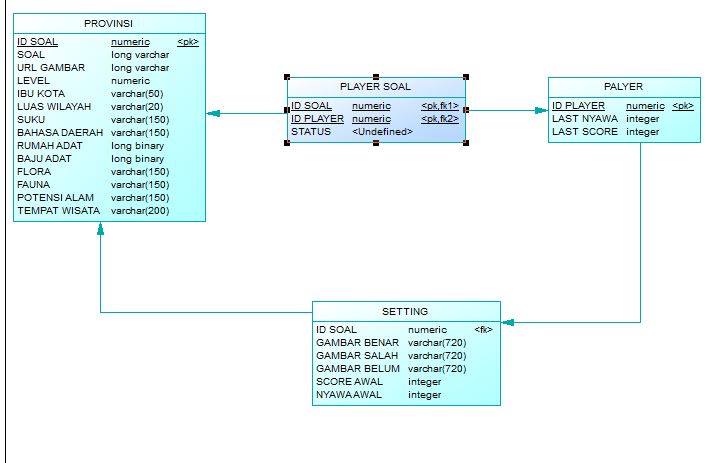 PROVINSI
ID SOAL numeric <pk>
SOAL long varchar
URL GAMBAR long varchar
LEVEL numeric
IBU KOTA varchar(50)
LUAS WILAYAH varchar(20)
SUKU varchar(150)
BAHASA DAERAH varchar(150)
RUMAH ADAT long binary
BAJU ADAT long binary
FLORA varchar(150)
FAUNA varchar(150)
POTENSI ALAM varchar(150)
TEMPAT WISATA varchar(200)
PLAYER SOAL
ID SOAL numeric <pk,fk1>
ID PLAYER numeric <pk,fk2>
STATUS <Undefined>
PALYER
ID PLAYER numeric <pk>
LAST NYAWA integer
LAST SCORE integer
SETTING
ID SOAL numeric <fk>
GAMBAR BENAR varchar(720)
GAMBAR SALAH varchar(720)
GAMBAR BELUM varchar(720)
SCORE AWAL integer
NYAWA AWAL integer